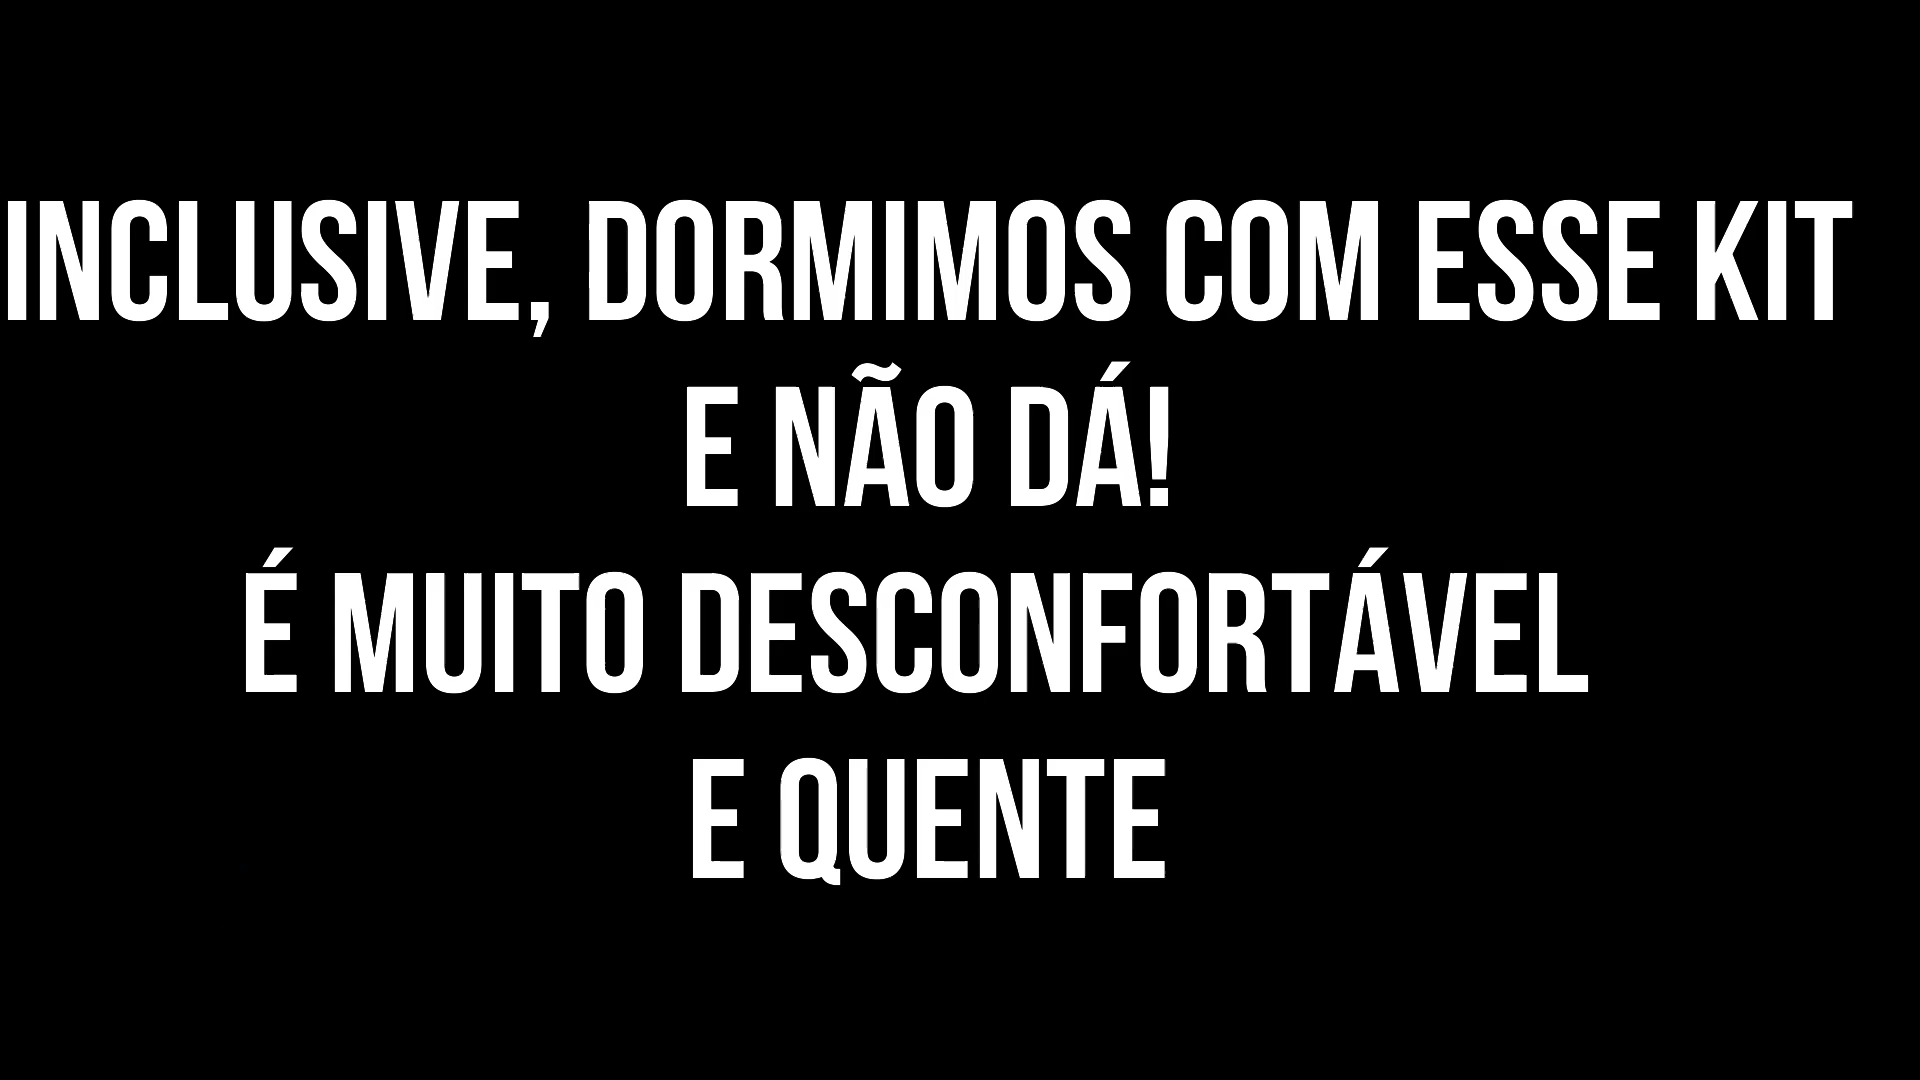 INCLUSIVE, DORMIMOS COM ESSE KIT
E NÃO DÁ!
É MUITO DESCONFORTÁVEL
E QUENTE